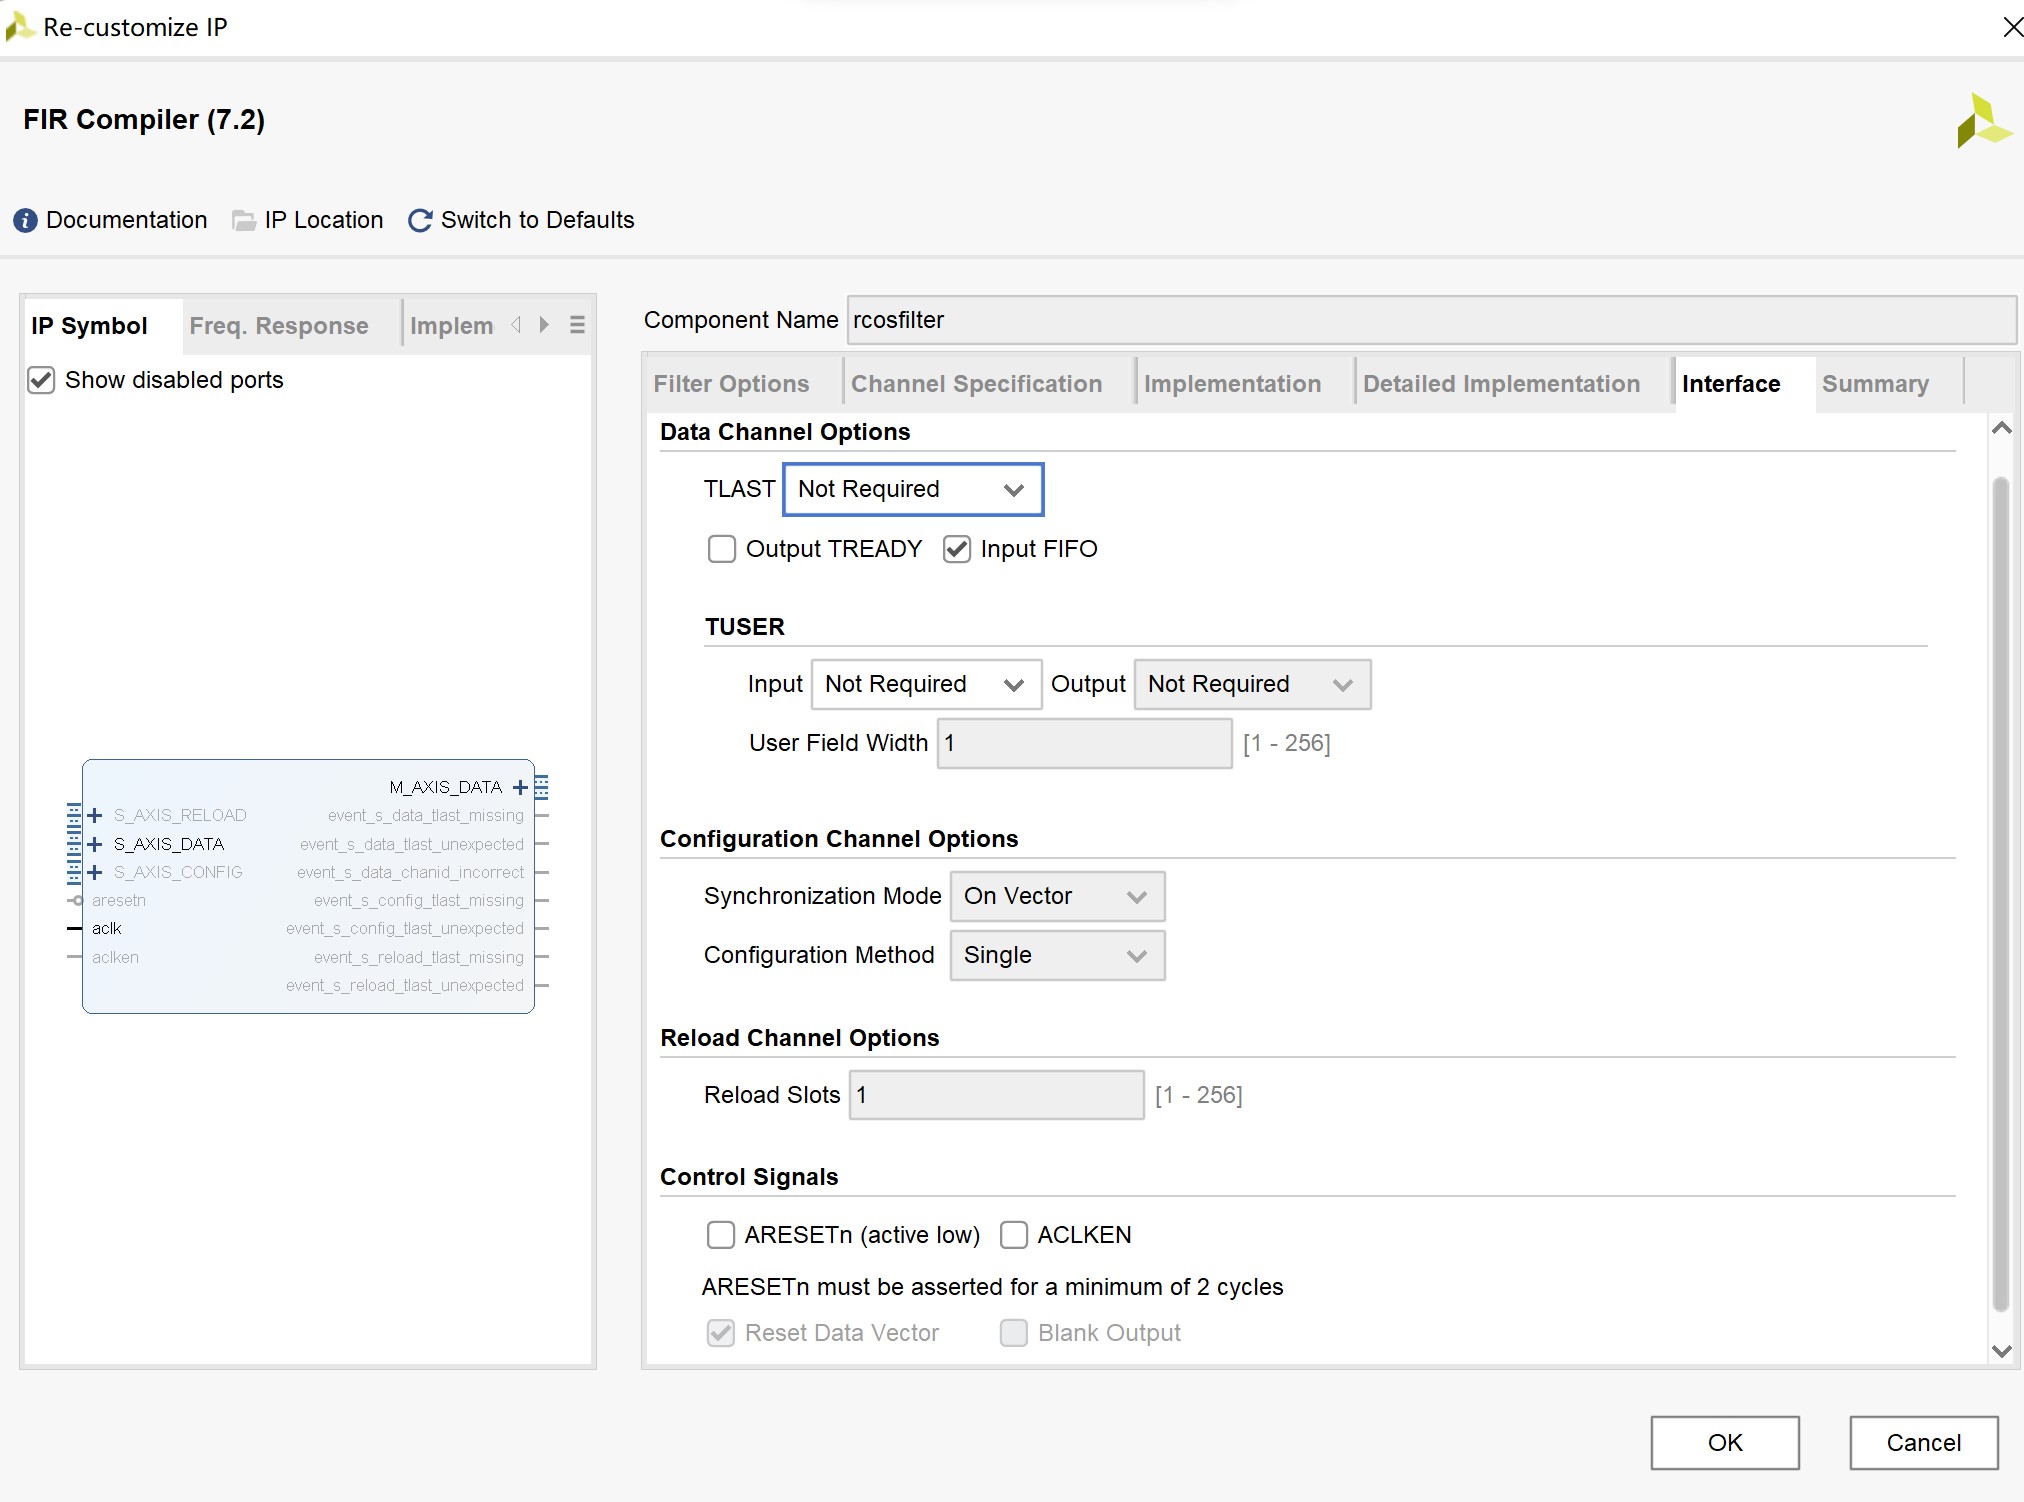 Re-customize IP
FIR Compiler (7.2)
Documentation IP Location Switch to Defaults
IP Symbol Freq. Response Implem
Show disabled ports
M_AXIS_DATA
S_AXIS_RELOAD event_s_data_tlast_missing
S_AXIS_DATA event_s_data_tlast_unexpected
S_AXIS_CONFIG event_s_data_chanid_incorrect
aresetn event_s_config_tlast_missing
aclk event_s_config_tlast_unexpected
aclken event_s_reload_tlast_missing
event_s_reload_tlast_unexpected
Component Name rcosfilter
Filter Options Channel Specification Implementation Detailed Implementation Interface Summary
Data Channel Options
TLAST Not Required
Output TREADY Input FIFO
TUSER
Input Not Required Output Not Required
User Field Width 1 [1 - 256]
Configuration Channel Options
Synchronization Mode On Vector
Configuration Method Single
Reload Channel Options
Reload Slots 1 [1 - 256]
Control Signals
ARESETn (active low) ACLKEN
ARESETn must be asserted for a minimum of 2 cycles
Reset Data Vector Blank Output
OK Cancel